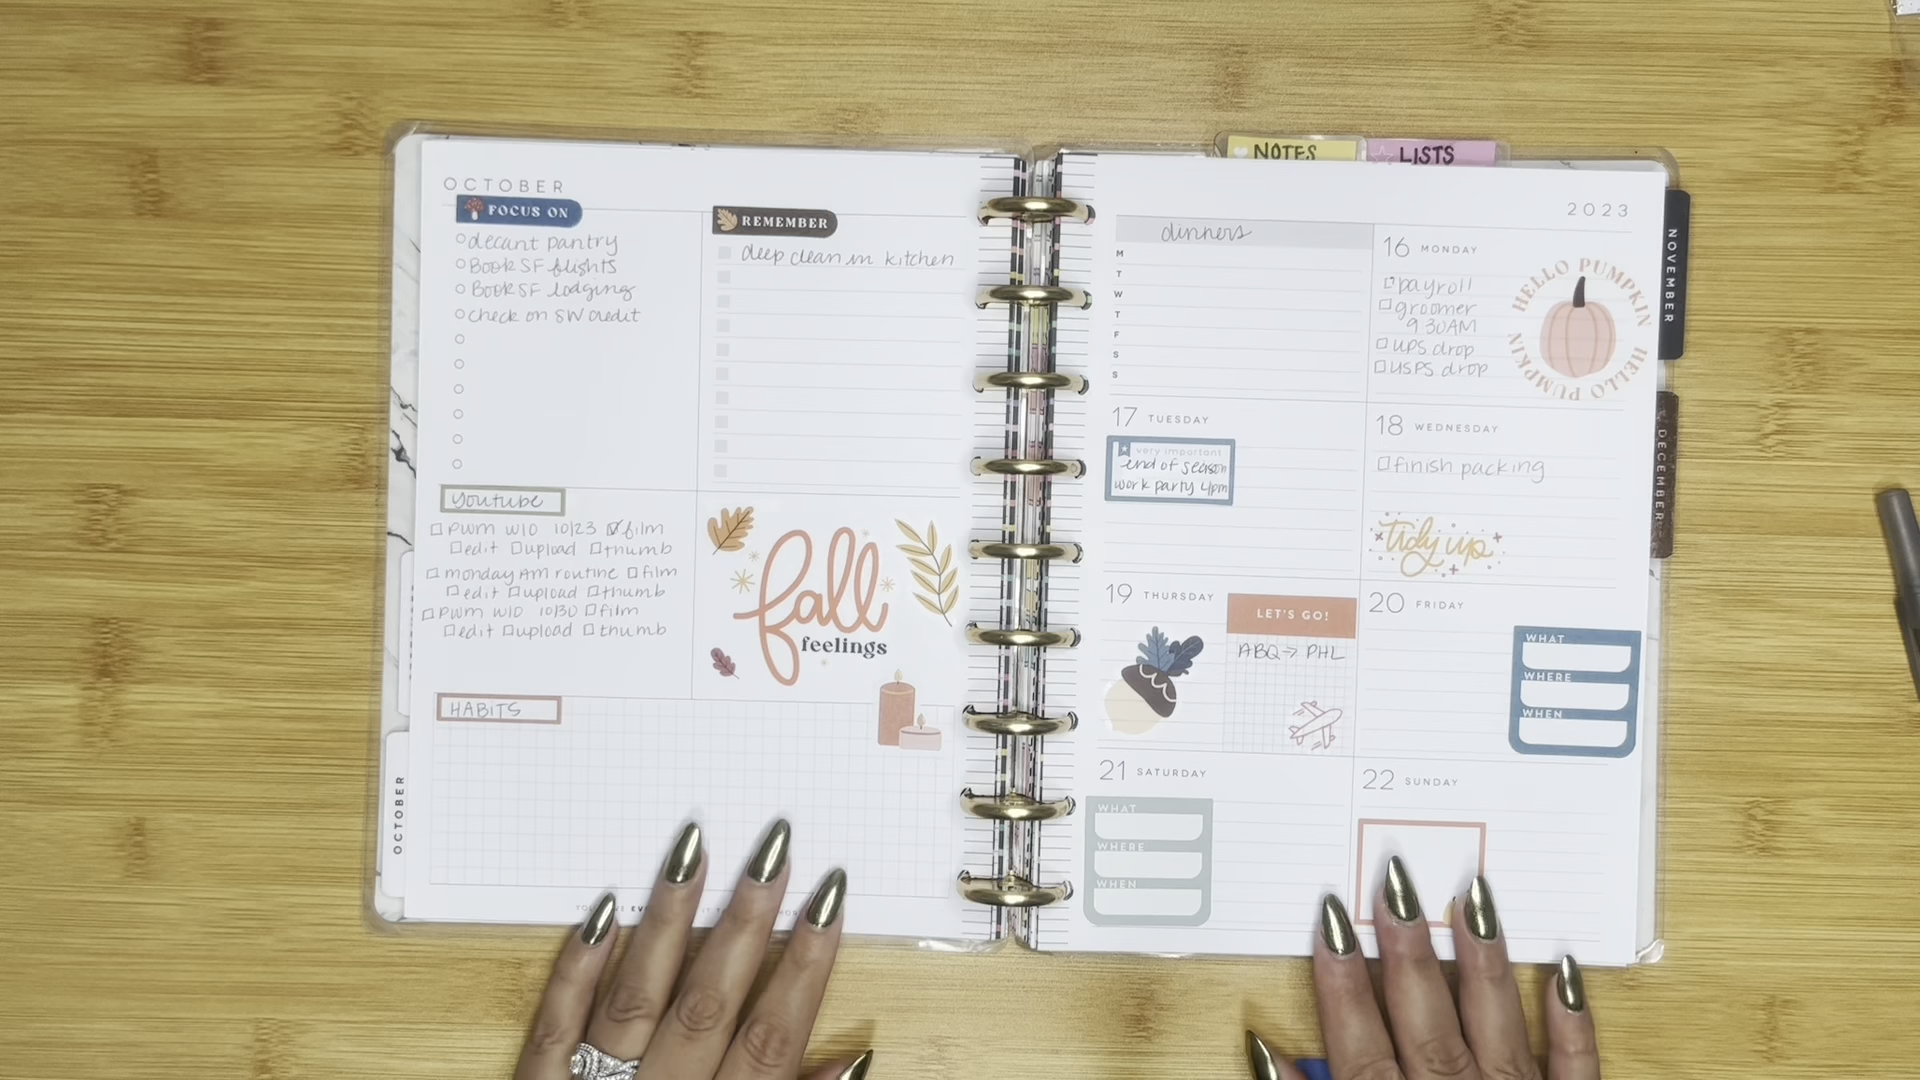 NOTES
LISTS
OCTOBER
FOCUS ON
decant pantry
Book SF flights
Book SF lodging
check on SW credit
REMEMBER
deep clean in kitchen
Youtube
PWM W10 10/23 film
edit upload thumb
monday AM routine film
edit upload thumb
PWM W10 10/30 film
edit upload thumb
fall
feelings
HABITS
OCTOBER
2023
dinners
M
T
W
T
F
S
S
16 MONDAY
payroll
groomer
9:30AM
UPS drop
USPS drop
HELLO PUMPKIN HELLO PUMPKIN
17 TUESDAY
very important
end of season
work party 4pm
18 WEDNESDAY
finish packing
tidy up
19 THURSDAY
LET'S GO!
ABQ → PHL
20 FRIDAY
WHAT
WHERE
WHEN
21 SATURDAY
WHAT
WHERE
WHEN
22 SUNDAY
NOVEMBER
DECEMBER